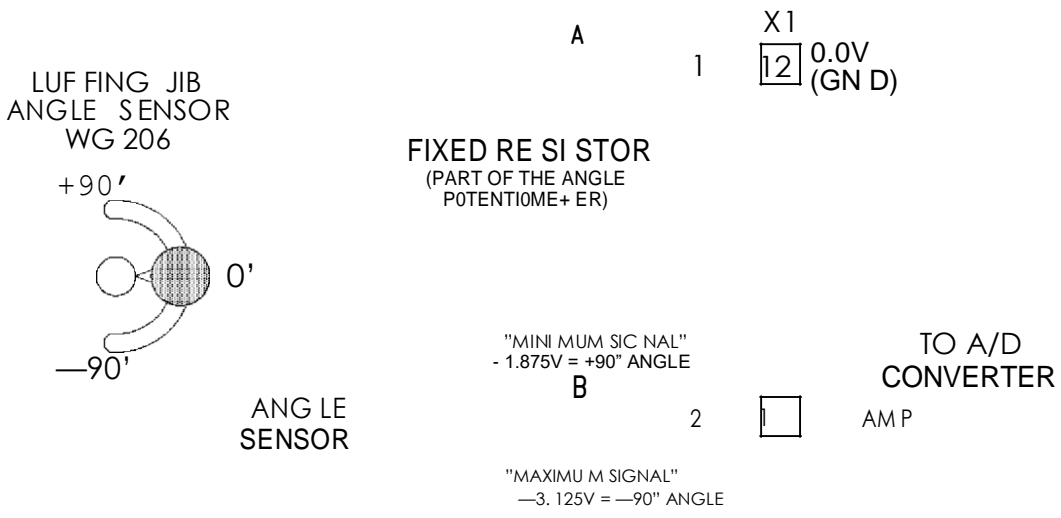 A
X1
1
12
0.0V
(GN D)
LUF FING JIB
ANGLE S ENSOR
WG 206
+90'
FIXED RE SI STOR
(PART OF THE ANGLE
P0TENTI0ME+ ER)
0'
—90'
"MINI MUM SIC NAL"
- 1.875V = +90" ANGLE
B
TO A/D
CONVERTER
ANG LE
SENSOR
2
1
AM P
"MAXIMU M SIGNAL"
—3. 125V = —90" ANGLE